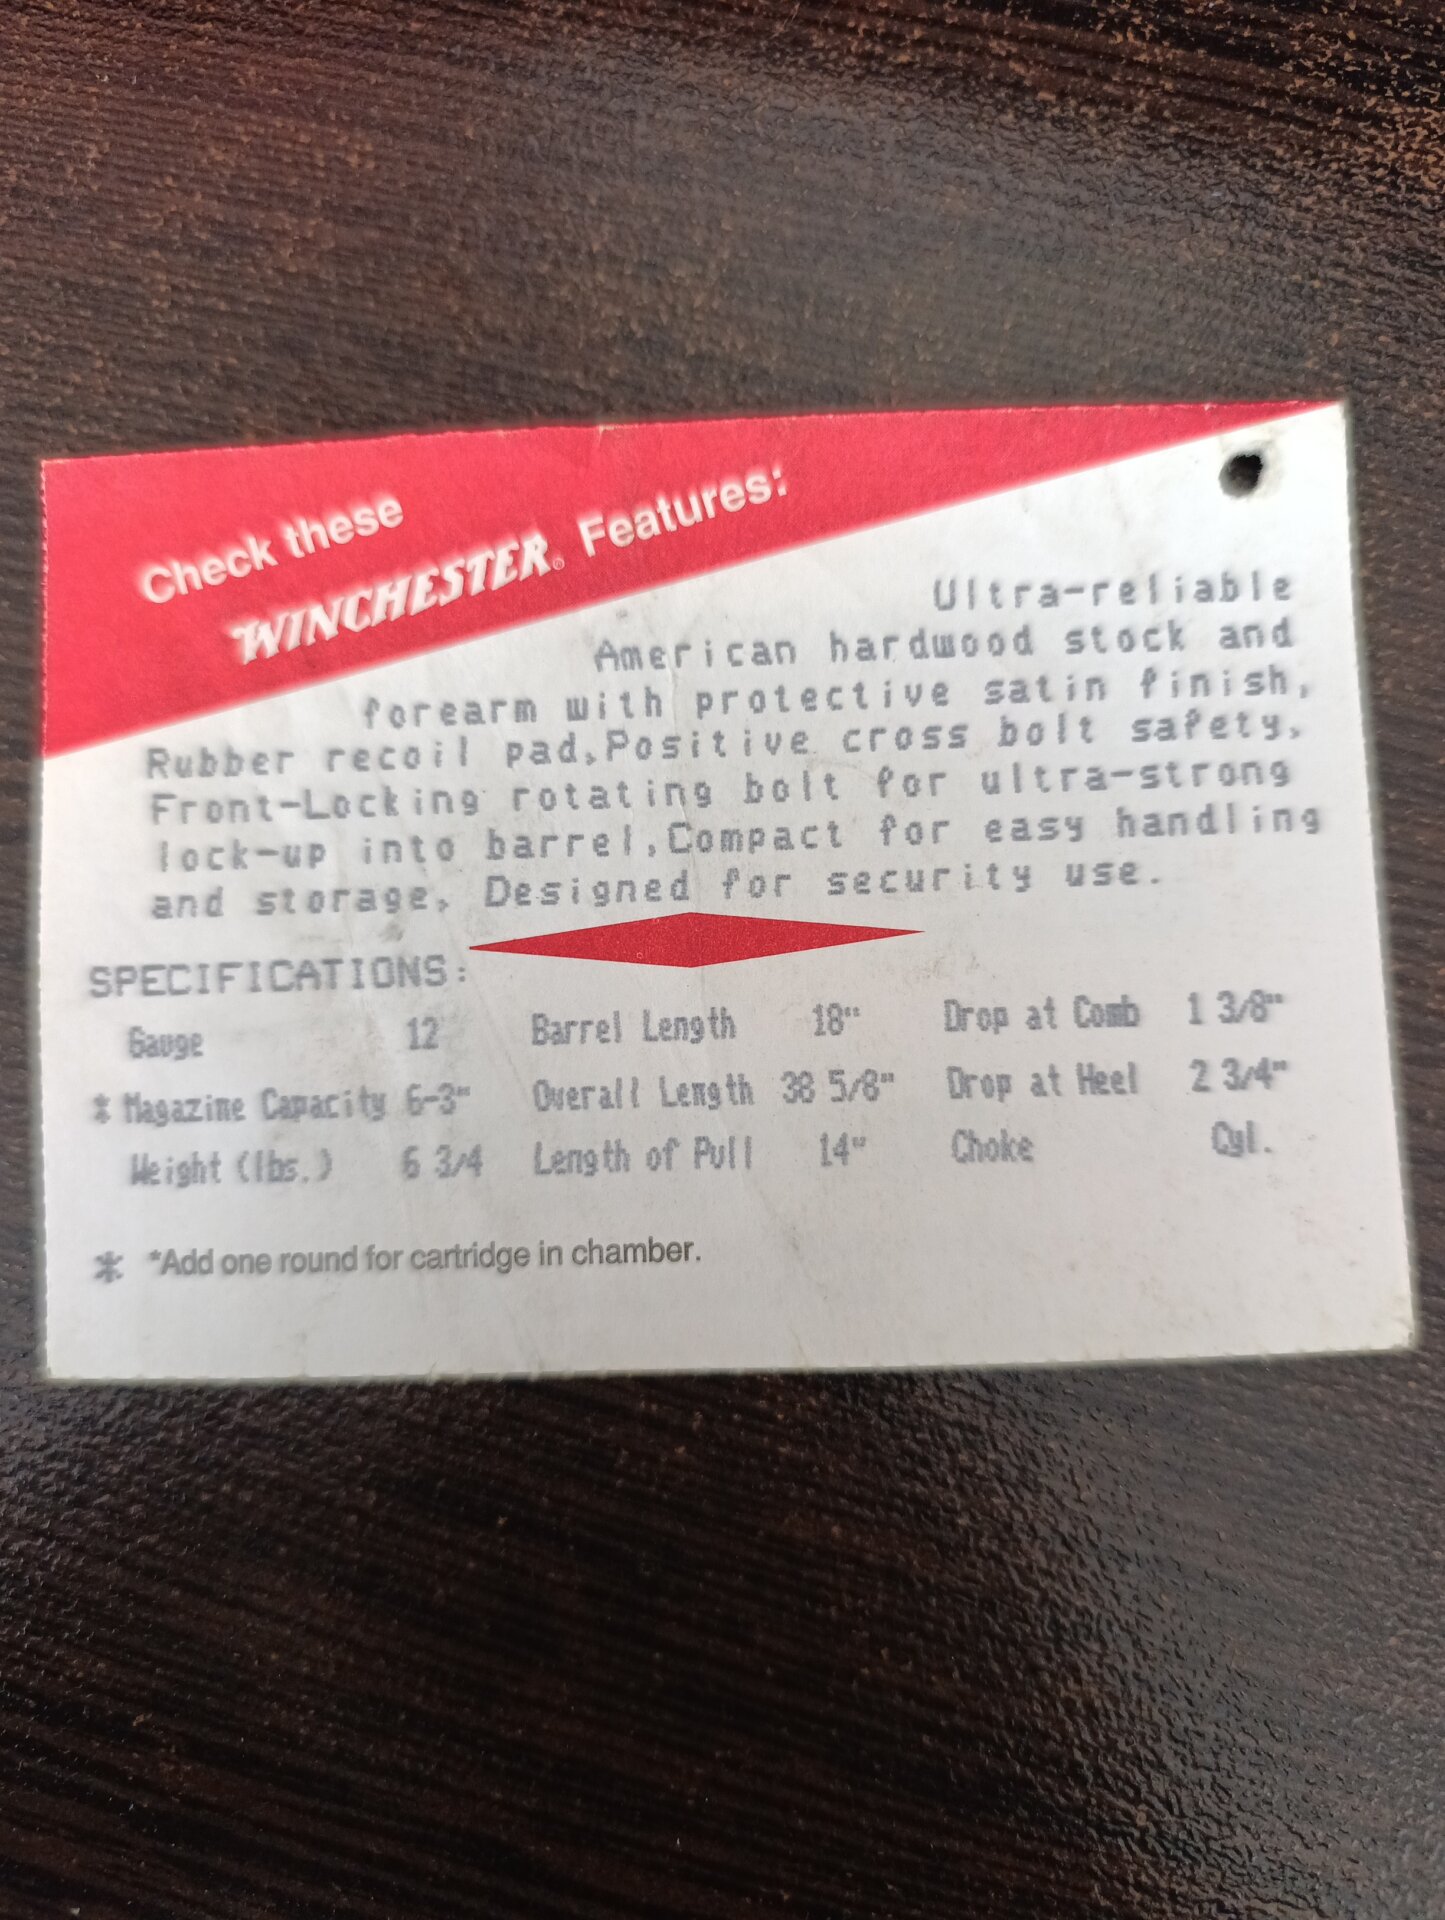 Check these
WINCHESTER® Features:
Ultra-reliable
American hardwood stock and
forearm with protective satin finish,
Rubber recoil pad,Positive cross bolt safety,
Front-Locking rotating bolt for ultra-strong
lock-up into barrel,Compact for easy handling
and storage, Designed for security use.
SPECIFICATIONS:
Gauge 12 Barrel Length 18" Drop at Comb 1 3/8"
* Magazine Capacity 6-3" Overall Length 38 5/8" Drop at Heel 2 3/4"
Weight (lbs.) 6 3/4 Length of Pull 14" Choke Cyl.
* *Add one round for cartridge in chamber.